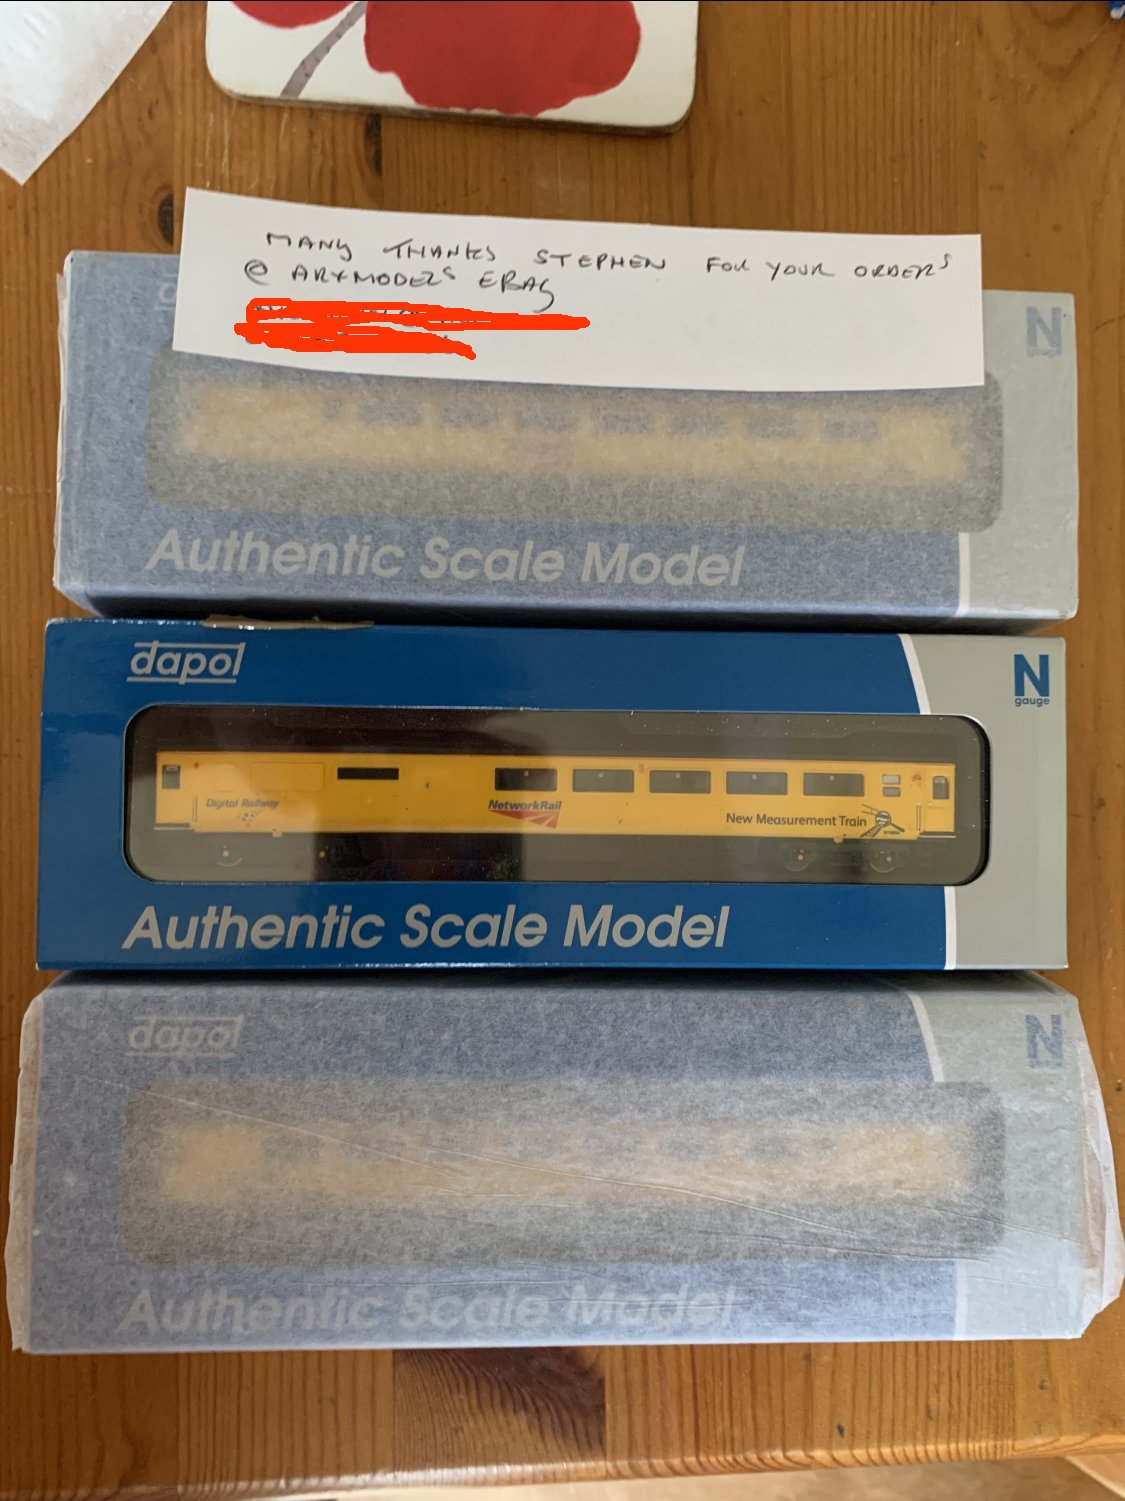 MANY THANKS STEPHEN FOR YOUR ORDERS
@ ARXMODELS EBAY
N
Authentic Scale Model
dapol
N
gauge
Digital Railway
NetworkRail
New Measurement Train
Authentic Scale Model
dapol
N
Authentic Scale Model